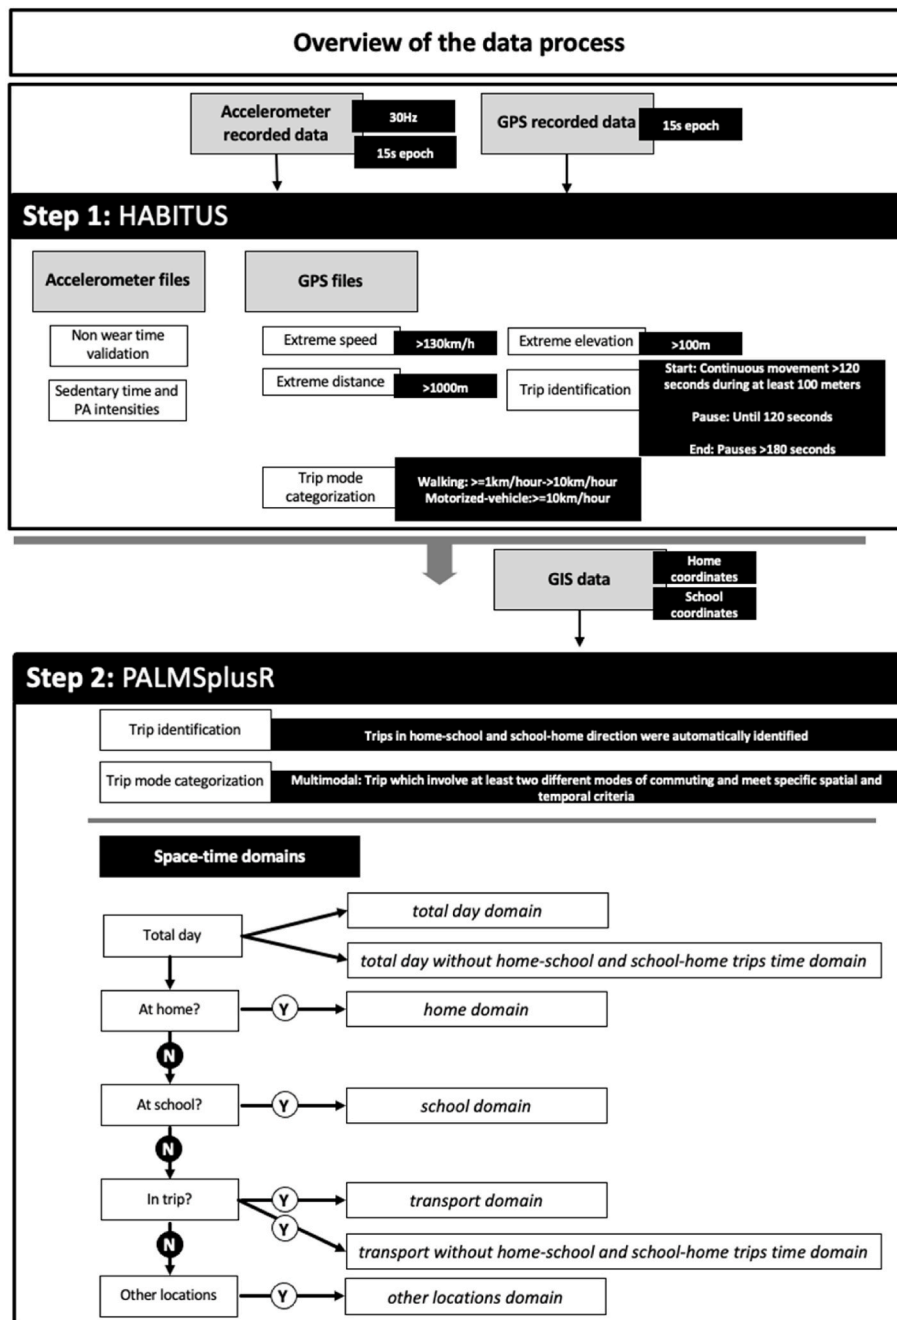 Overview of the data process
Accelerometer
recorded data
30Hz
15s epoch
GPS recorded data
15s epoch
Step 1: HABITUS
Accelerometer files
GPS files
Non wear time
validation
Sedentary time and
PA intensities
Extreme speed
>130km/h
Extreme elevation
>100m
Extreme distance
>1000m
Trip identification
Start: Continuous movement >120
seconds during at least 100 meters
Pause: Until 120 seconds
End: Pauses >180 seconds
Trip mode
categorization
Walking: >=1km/hour->10km/hour
Motorized-vehicle:>=10km/hour
GIS data
Home
coordinates
School
coordinates
Step 2: PALMSplusR
Trip identification
Trips in home-school and school-home direction were automatically identified
Trip mode categorization
Multimodal: Trip which involve at least two different modes of commuting and meet specific spatial and
temporal criteria
Space-time domains
Total day
total day domain
total day without home-school and school-home trips time domain
At home?
Y
home domain
N
At school?
Y
school domain
N
In trip?
Y
transport domain
Y
transport without home-school and school-home trips time domain
N
Other locations
Y
other locations domain